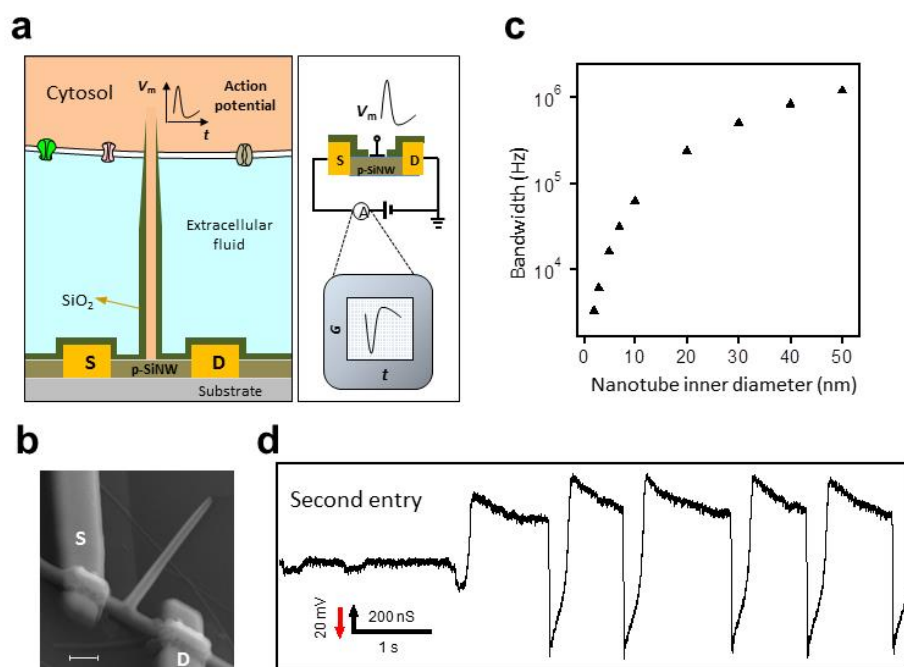 a
Cytosol
Vm
Action
potential
t
Extracellular
fluid
SiO2
S
D
p-SiNW
Substrate
Vm
S
D
p-SiNW
A
G
t
c
Bandwidth (Hz)
10^6
10^5
10^4
0
10
20
30
40
50
Nanotube inner diameter (nm)
b
S
D
d
Second entry
20 mV
200 nS
1 s